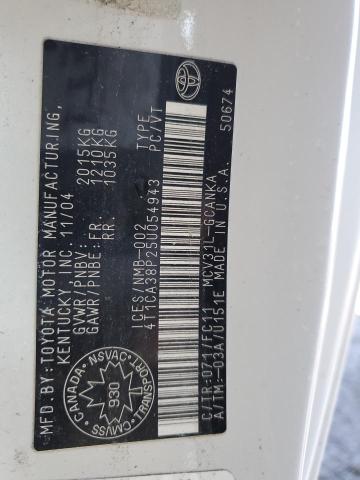 MFD.BY:TOYOTA MOTOR MANUFACTURING,
KENTUCKY, INC. 11/04
GVWR/PNBV: 2015KG
GAWR/PNBE:FR. 1210KG
RR. 1035KG
ICES/NMB-002 TYPE
4T1CA38P25U054943 PC/VT
C/TR:071/FC11 MCV31L-GCANKA
A/TM:-03A/U151E MADE IN U.S.A. 50674
CANADA
NSVAC
930
CMVSS
TRANSPORT